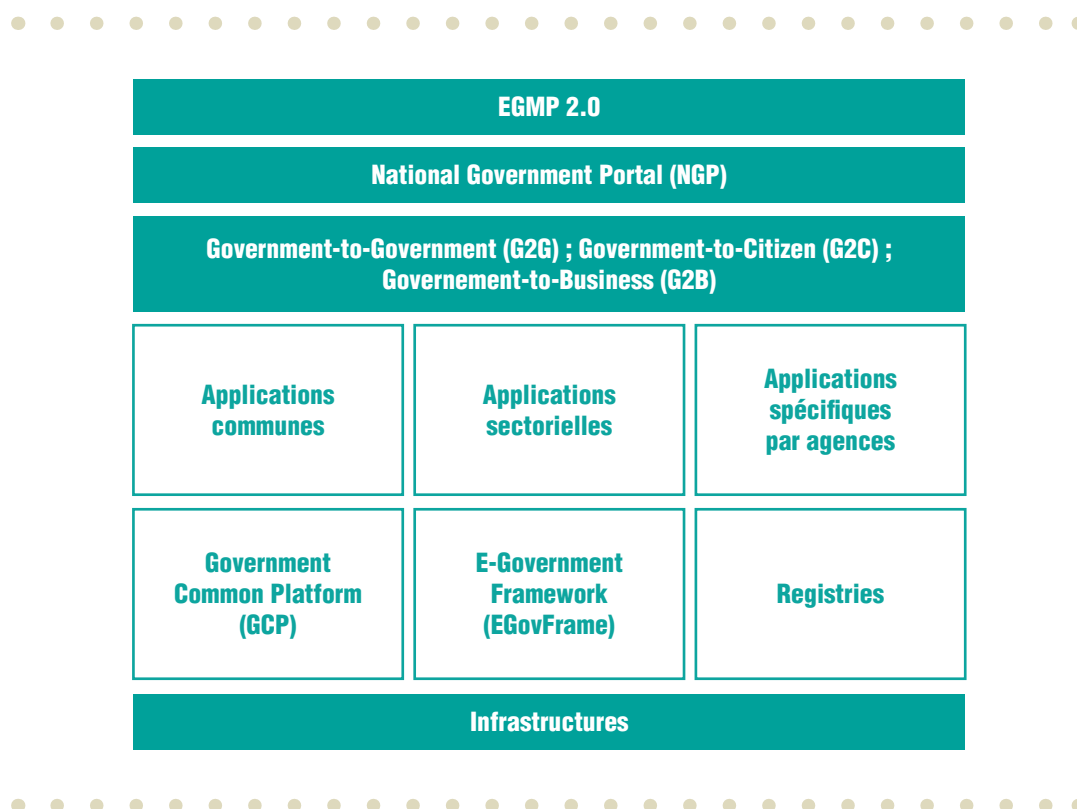 EGMP 2.0
National Government Portal (NGP)
Government-to-Government (G2G) ; Government-to-Citizen (G2C) ;
Governement-to-Business (G2B)
Applications
communes
Applications
sectorielles
Applications
spécifiques
par agences
Government
Common Platform
(GCP)
E-Government
Framework
(EGovFrame)
Registries
Infrastructures